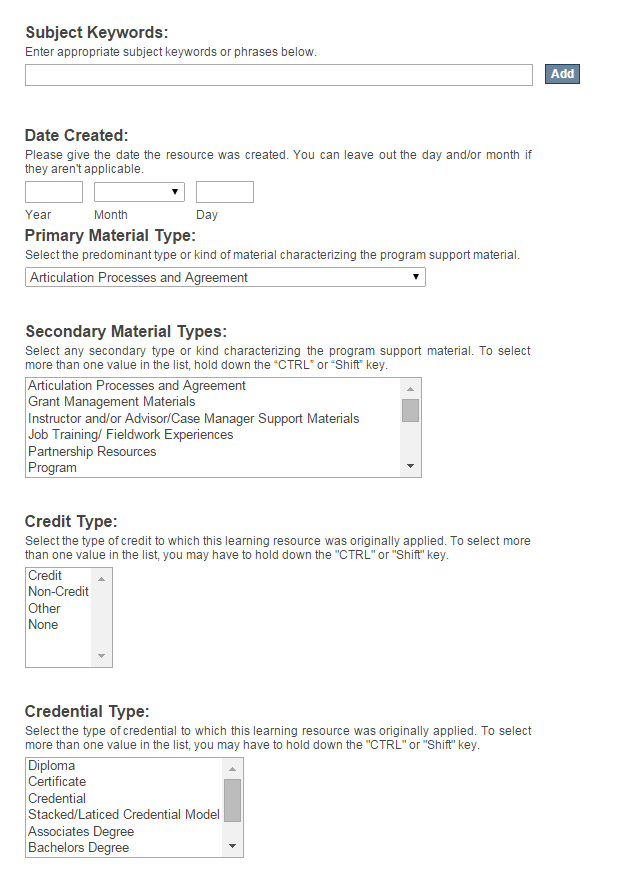 Subject Keywords:
Enter appropriate subject keywords or phrases below.
Add
Date Created:
Please give the date the resource was created. You can leave out the day and/or month if
they aren't applicable.
Year Month Day
Primary Material Type:
Select the predominant type or kind of material characterizing the program support material.
Articulation Processes and Agreement
Secondary Material Types:
Select any secondary type or kind characterizing the program support material. To select
more than one value in the list, hold down the “CTRL” or “Shift” key.
Articulation Processes and Agreement
Grant Management Materials
Instructor and/or Advisor/Case Manager Support Materials
Job Training/ Fieldwork Experiences
Partnership Resources
Program
Credit Type:
Select the type of credit to which this learning resource was originally applied. To select more
than one value in the list, you may have to hold down the "CTRL" or "Shift" key.
Credit
Non-Credit
Other
None
Credential Type:
Select the type of credential to which this learning resource was originally applied. To select
more than one value in the list, you may have to hold down the "CTRL" or "Shift" key.
Diploma
Certificate
Credential
Stacked/Laticed Credential Model
Associates Degree
Bachelors Degree